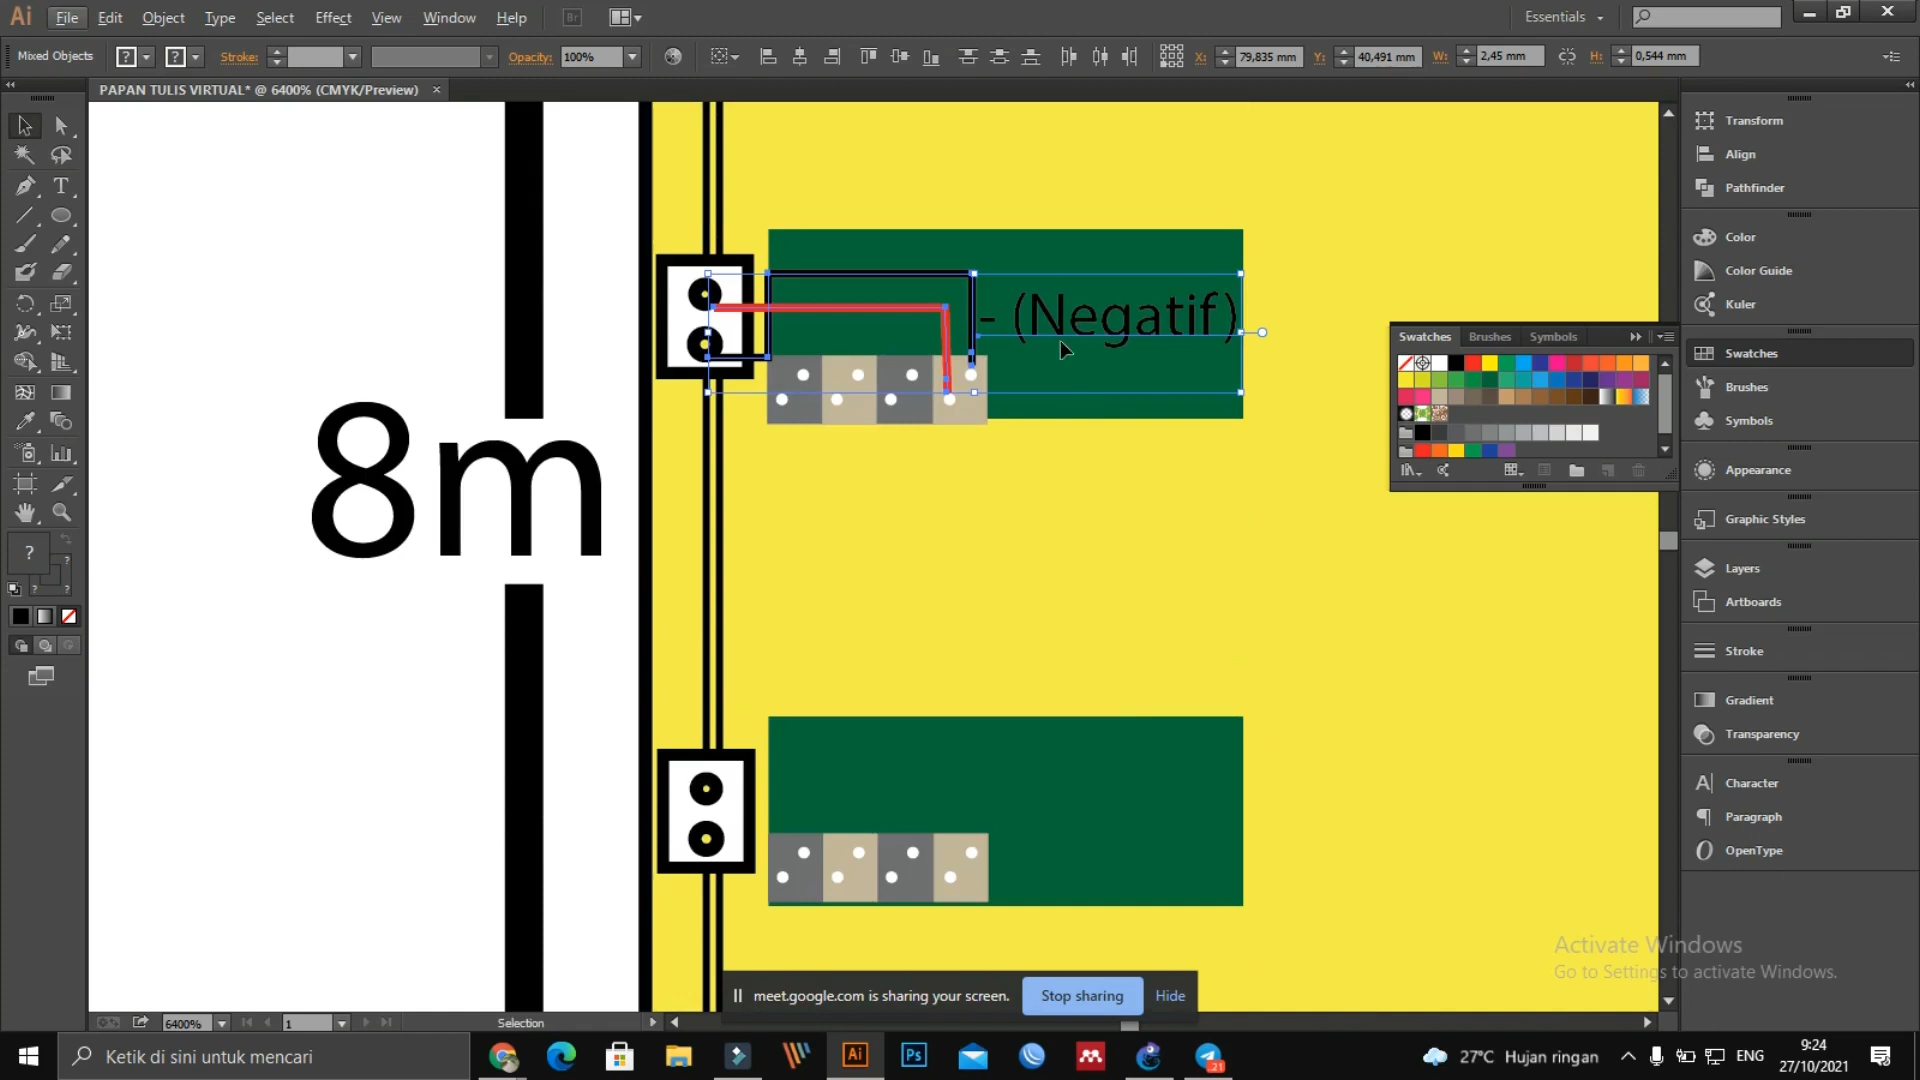 Ai File Edit Object Type Select Effect View Window Help Br Essentials
Mixed Objects ? ? Stroke: Opacity: 100% X: 79,835 mm Y: 40,491 mm W: 2,45 mm H: 0,544 mm
PAPAN TULIS VIRTUAL* @ 6400% (CMYK/Preview)
Transform
Align
Pathfinder
Color
Color Guide
Kuler
Swatches
Brushes
Symbols
Appearance
Graphic Styles
Layers
Artboards
Stroke
Gradient
Transparency
Character
Paragraph
OpenType
Swatches Brushes Symbols
- (Negatif)
8m
Activate Windows
Go to Settings to activate Windows.
meet.google.com is sharing your screen. Stop sharing Hide
6400% 1 Selection
Ketik di sini untuk mencari
Ai Ps 21
27°C Hujan ringan ENG 9:24
27/10/2021